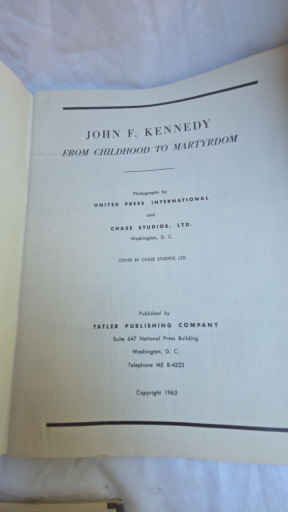 JOHN F. KENNEDY
FROM CHILDHOOD TO MARTYRDOM
Photographs by
UNITED PRESS INTERNATIONAL
and
CHASE STUDIOS, LTD.
Washington, D. C.
COVER BY CHASE STUDIOS, LTD.
Published by
TATLER PUBLISHING COMPANY
Suite 647 National Press Building
Washington, D. C.
Telephone ME 8-4225
Copyright 1963